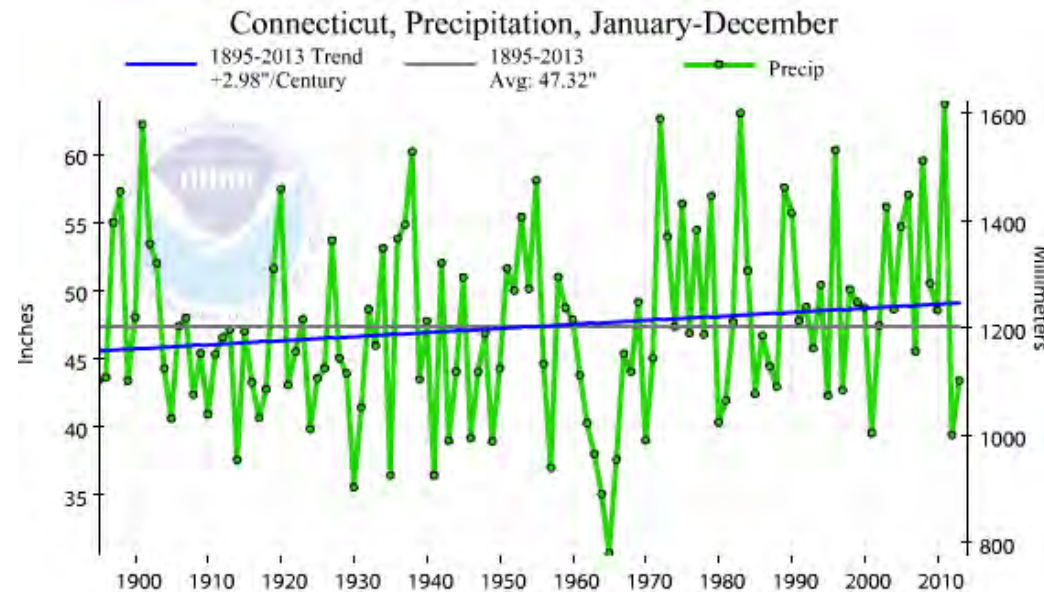 Connecticut, Precipitation, January-December
1895-2013 Trend
+2.98"/Century
1895-2013
Avg: 47.32"
Precip
60
55
50
45
40
35
Inches
1600
1400
1200
1000
800
Millimeters
1900 1910 1920 1930 1940 1950 1960 1970 1980 1990 2000 2010